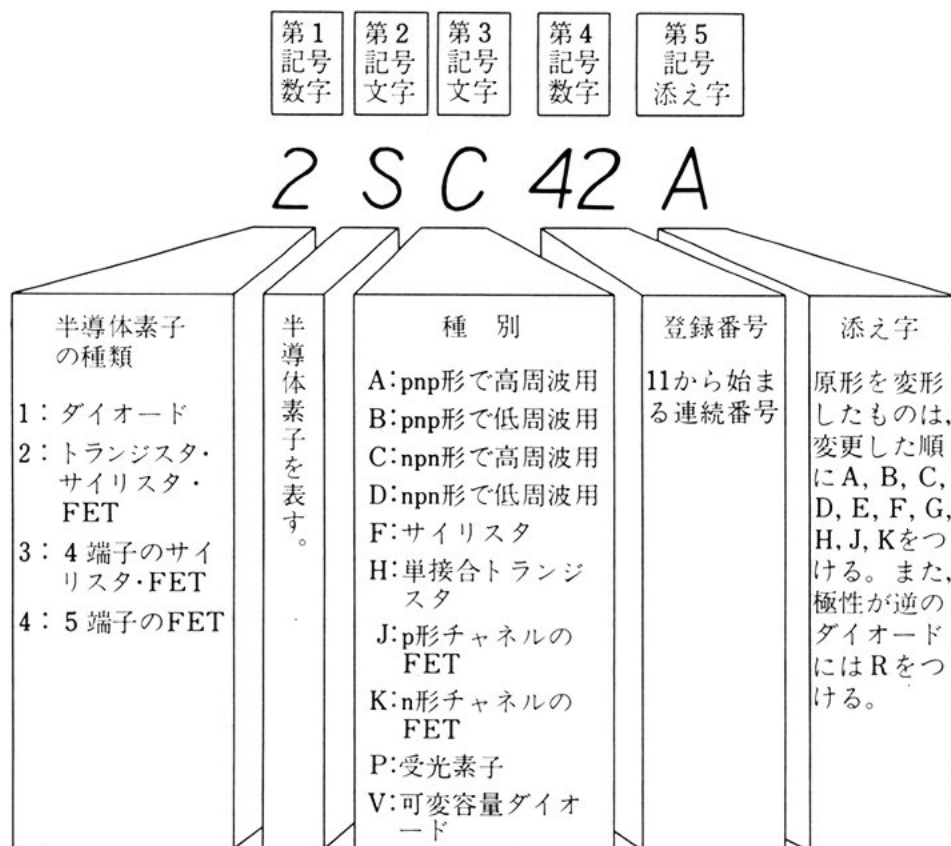 第1
記号
数字
第2
記号
文字
第3
記号
文字
第4
記号
数字
第5
記号
添え字
2 S C 42 A
半導体素子
の種類
1：ダイオード
2：トランジスタ・
サイリスタ・
FET
3：4端子のサイ
リスタ・FET
4：5端子のFET
半導体素子を表す。
種 別
A：pnp形で高周波用
B：pnp形で低周波用
C：npn形で高周波用
D：npn形で低周波用
F：サイリスタ
H：単接合トランジ
スタ
J：p形チャネルの
FET
K：n形チャネルの
FET
P：受光素子
V：可変容量ダイオ
ード
登録番号
11から始ま
る連続番号
添え字
原形を変形
したものは,
変更した順
にA, B, C,
D, E, F, G,
H, J, Kをつ
ける。また,
極性が逆の
ダイオード
にはRをつ
ける。